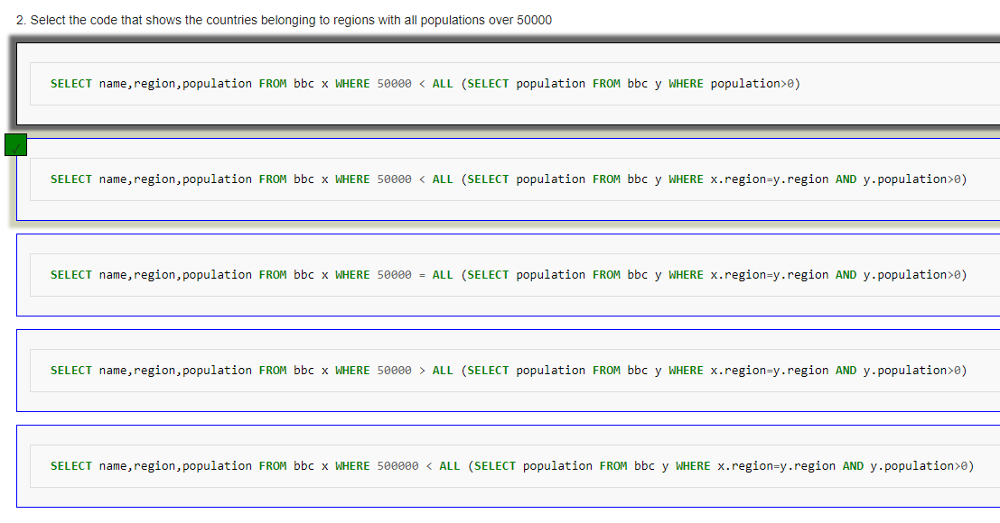 2. Select the code that shows the countries belonging to regions with all populations over 50000
SELECT name,region,population FROM bbc x WHERE 50000 < ALL (SELECT population FROM bbc y WHERE population>0)
SELECT name,region,population FROM bbc x WHERE 50000 < ALL (SELECT population FROM bbc y WHERE x.region=y.region AND y.population>0)
SELECT name,region,population FROM bbc x WHERE 50000 = ALL (SELECT population FROM bbc y WHERE x.region=y.region AND y.population>0)
SELECT name,region,population FROM bbc x WHERE 50000 > ALL (SELECT population FROM bbc y WHERE x.region=y.region AND y.population>0)
SELECT name,region,population FROM bbc x WHERE 500000 < ALL (SELECT population FROM bbc y WHERE x.region=y.region AND y.population>0)